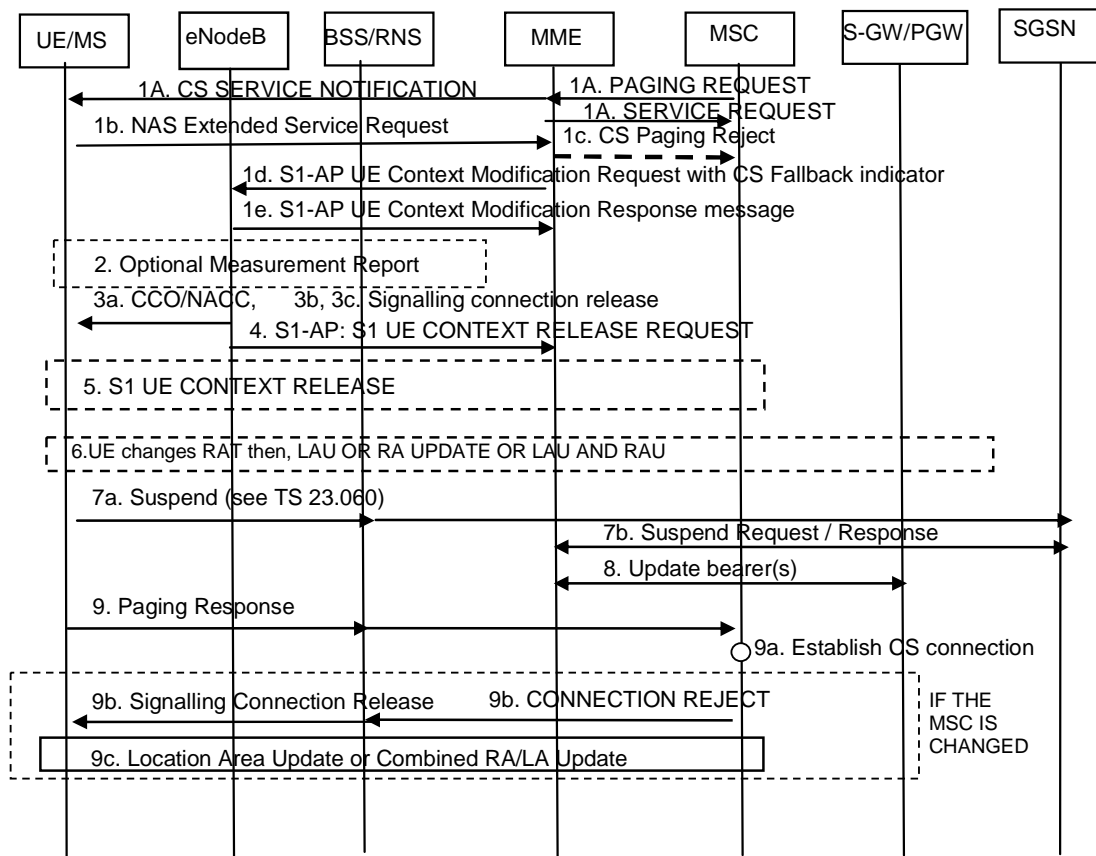 UE/MS
eNodeB
BSS/RNS
MME
MSC
S-GW/PGW
SGSN
1A. CS SERVICE NOTIFICATION
1A. PAGING REQUEST
1A. SERVICE REQUEST
1b. NAS Extended Service Request
1c. CS Paging Reject
1d. S1-AP UE Context Modification Request with CS Fallback indicator
1e. S1-AP UE Context Modification Response message
2. Optional Measurement Report
3a. CCO/NACC, 3b, 3c. Signalling connection release
4. S1-AP: S1 UE CONTEXT RELEASE REQUEST
5. S1 UE CONTEXT RELEASE
6.UE changes RAT then, LAU OR RA UPDATE OR LAU AND RAU
7a. Suspend (see TS 23.060)
7b. Suspend Request / Response
8. Update bearer(s)
9. Paging Response
9a. Establish CS connection
9b. Signalling Connection Release
9b. CONNECTION REJECT
IF THE
MSC IS
CHANGED
9c. Location Area Update or Combined RA/LA Update